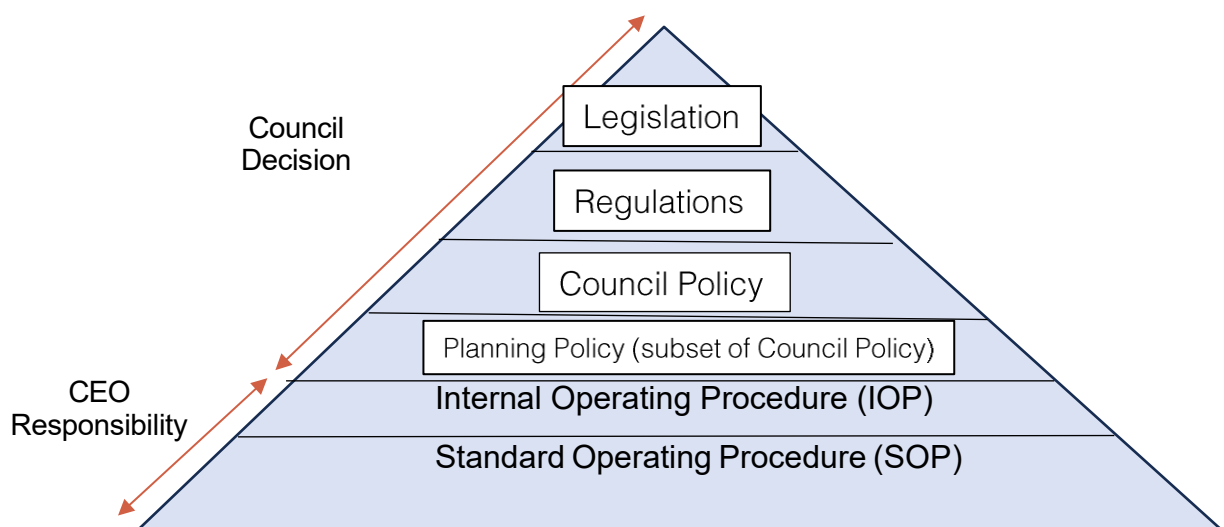 Legislation
Council
Decision
Regulations
Council Policy
Planning Policy (subset of Council Policy)
CEO
Responsibility
Internal Operating Procedure (IOP)
Standard Operating Procedure (SOP)